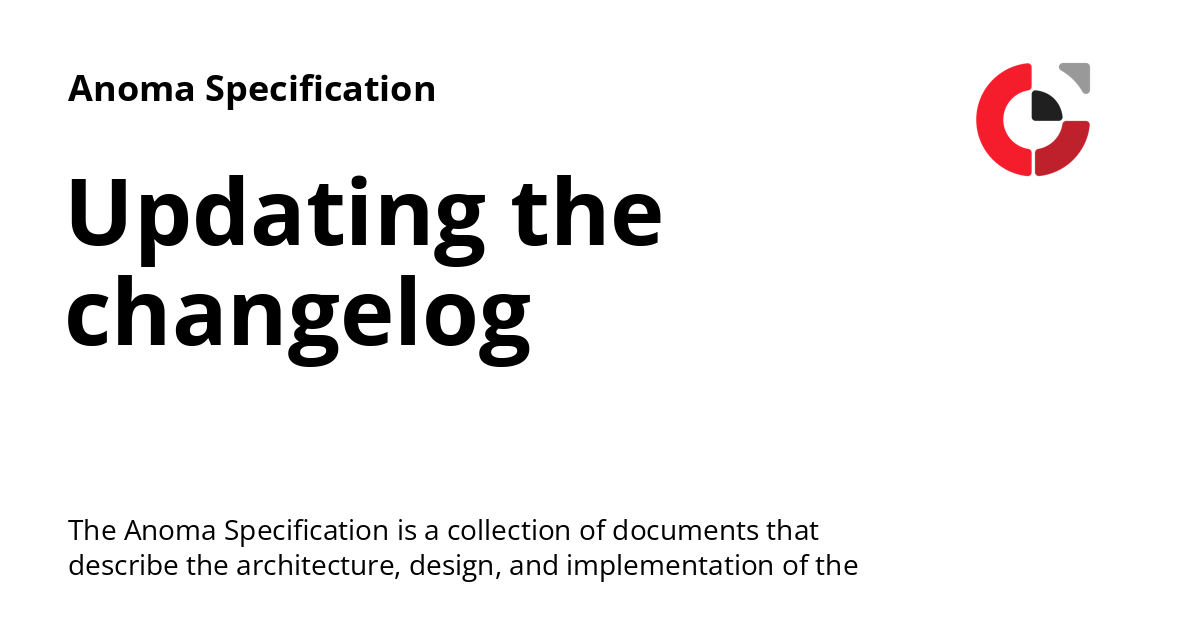 Anoma Specification
Updating the
changelog
The Anoma Specification is a collection of documents that
describe the architecture, design, and implementation of the